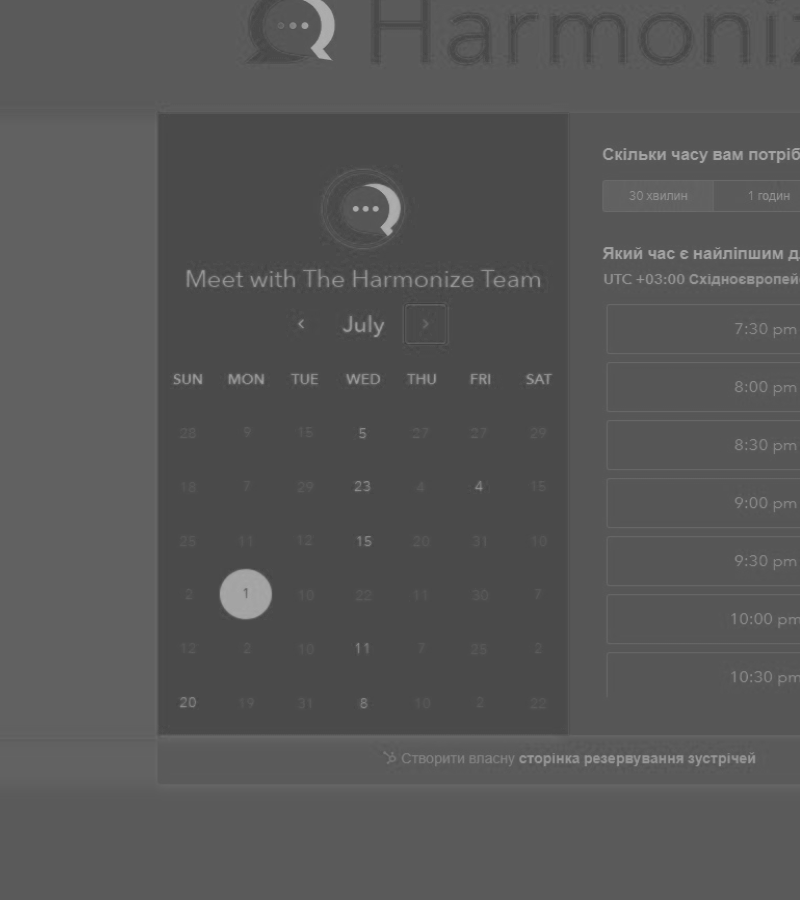 Harmoniz
Скільки часу вам потріб
30 хвилин 1 годин
Який час є найліпшим д
UTC +03:00 Східноєвропей
7:30 pm
8:00 pm
8:30 pm
9:00 pm
9:30 pm
10:00 pm
10:30 pm
Meet with The Harmonize Team
July
SUN MON TUE WED THU FRI SAT
28 9 15 5 27 27 29
18 7 29 23 4 4 15
25 11 12 15 20 31 10
2 1 10 22 11 30 7
12 2 10 11 7 25 2
20 19 31 8 10 2 22
Створити власну сторінка резервування зустрічей